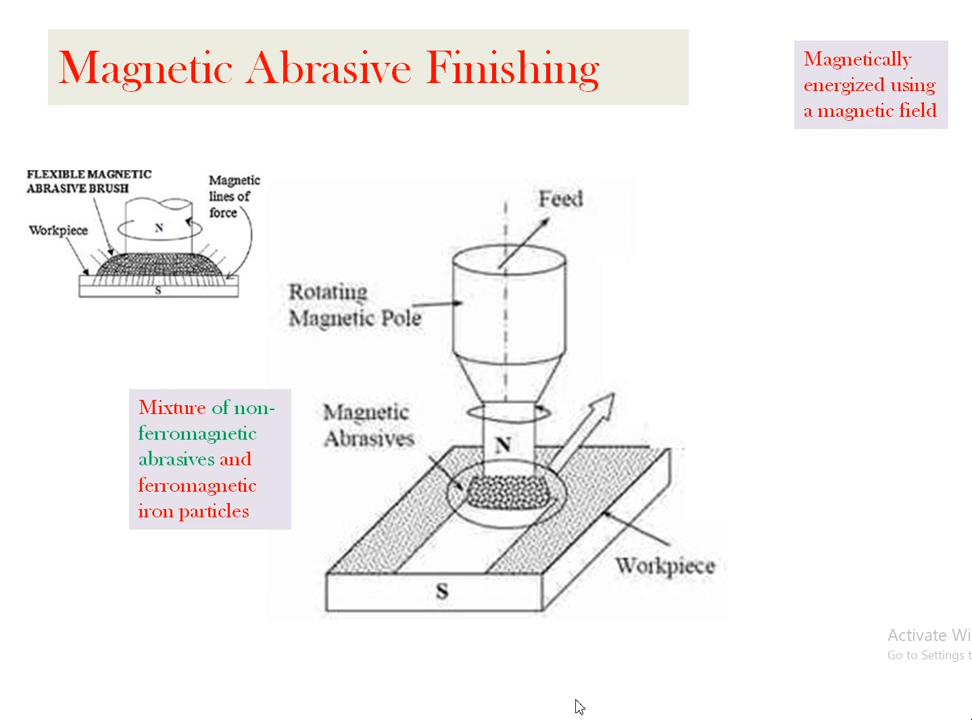 Magnetic Abrasive Finishing
Magnetically
energized using
a magnetic field
FLEXIBLE MAGNETIC
ABRASIVE BRUSH
Magnetic
lines of
force
Workpiece
N
S
Feed
Rotating
Magnetic Pole
Magnetic
Abrasives
N
S
Workpiece
Mixture of non-
ferromagnetic
abrasives and
ferromagnetic
iron particles
Activate Wi
Go to Settings t